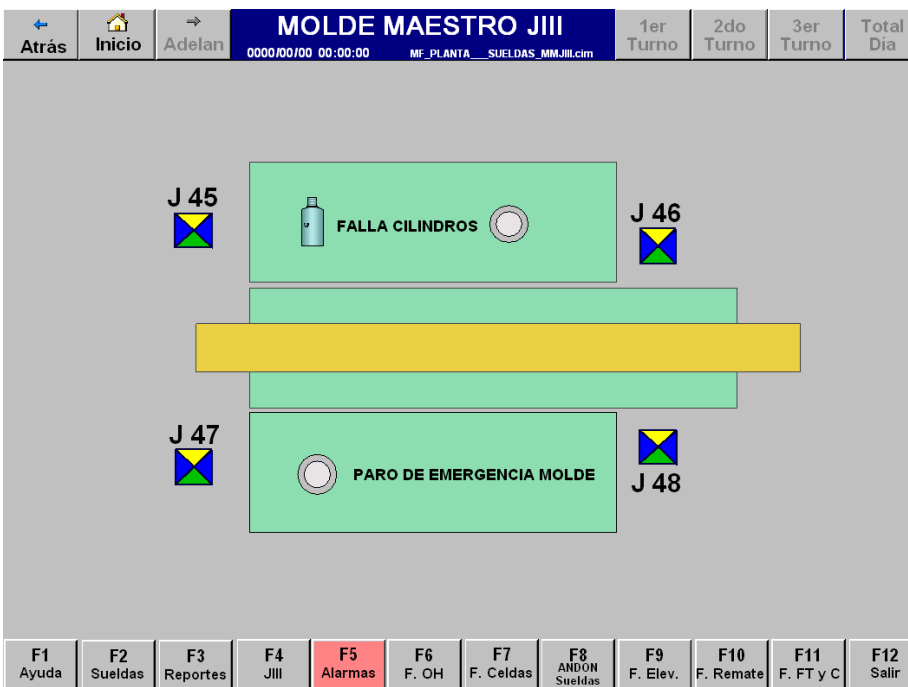 Atrás
Inicio
Adelan
MOLDE MAESTRO JIII
0000/00/00 00:00:00 MF_PLANTA___SUELDAS_MMJIII.cim
1er
Turno
2do
Turno
3er
Turno
Total
Día
J 45
FALLA CILINDROS
J 46
J 47
PARO DE EMERGENCIA MOLDE
J 48
F1
Ayuda
F2
Sueldas
F3
Reportes
F4
JIII
F5
Alarmas
F6
F. OH
F7
F. Celdas
F8
ANDON
Sueldas
F9
F. Elev.
F10
F. Remate
F11
F. FT y C
F12
Salir